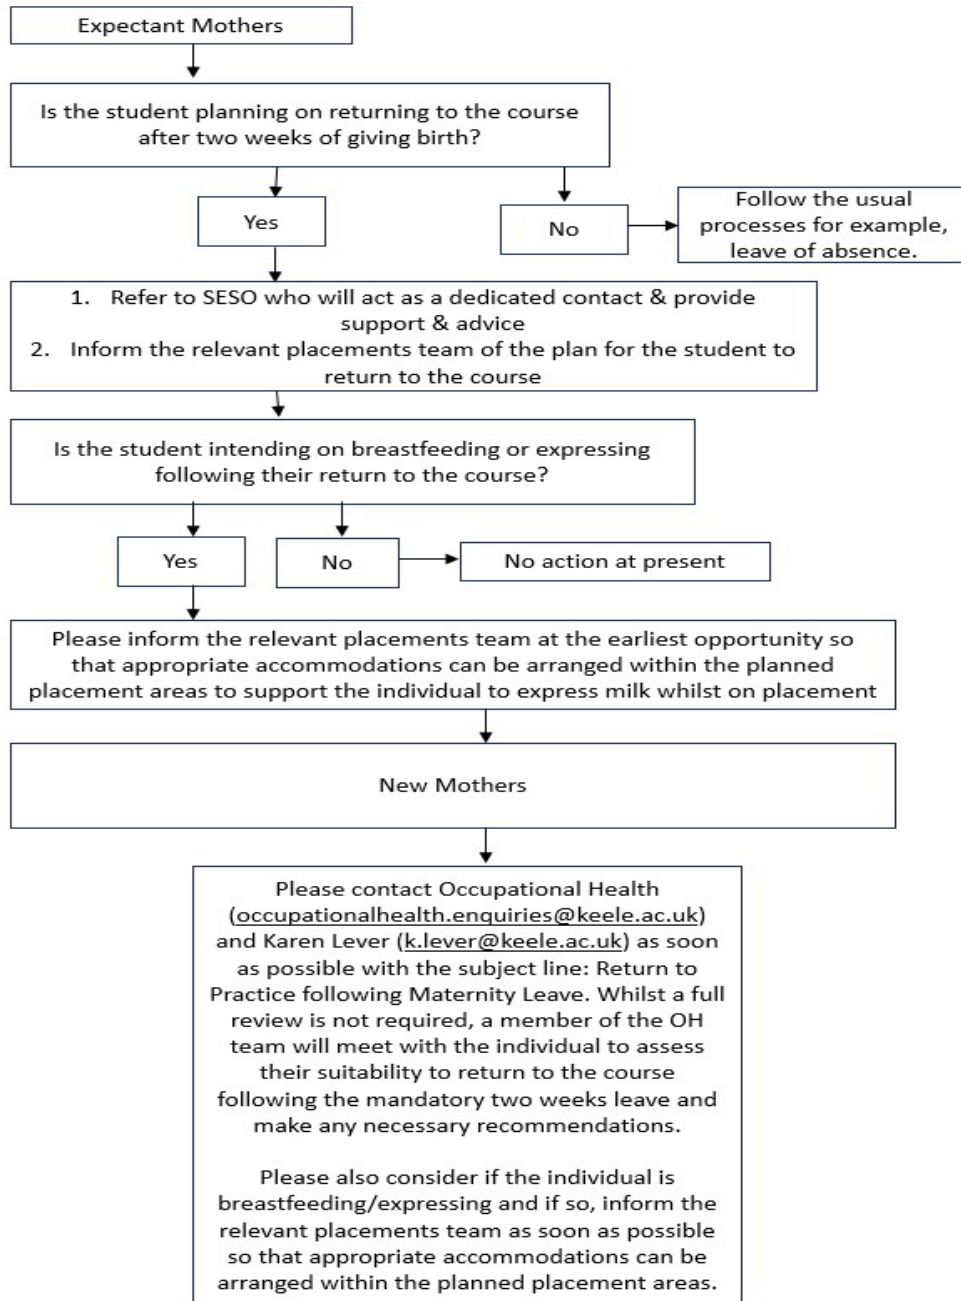 Expectant Mothers
Is the student planning on returning to the course
after two weeks of giving birth?
Yes
No
Follow the usual
processes for example,
leave of absence.
1. Refer to SESO who will act as a dedicated contact & provide
support & advice
2. Inform the relevant placements team of the plan for the student to
return to the course
Is the student intending on breastfeeding or expressing
following their return to the course?
Yes
No
No action at present
Please inform the relevant placements team at the earliest opportunity so
that appropriate accommodations can be arranged within the planned
placement areas to support the individual to express milk whilst on placement
New Mothers
Please contact Occupational Health
(occupationalhealth.enquiries@keele.ac.uk)
and Karen Lever (k.lever@keele.ac.uk) as soon
as possible with the subject line: Return to
Practice following Maternity Leave. Whilst a full
review is not required, a member of the OH
team will meet with the individual to assess
their suitability to return to the course
following the mandatory two weeks leave and
make any necessary recommendations.
Please also consider if the individual is
breastfeeding/expressing and if so, inform the
relevant placements team as soon as possible
so that appropriate accommodations can be
arranged within the planned placement areas.